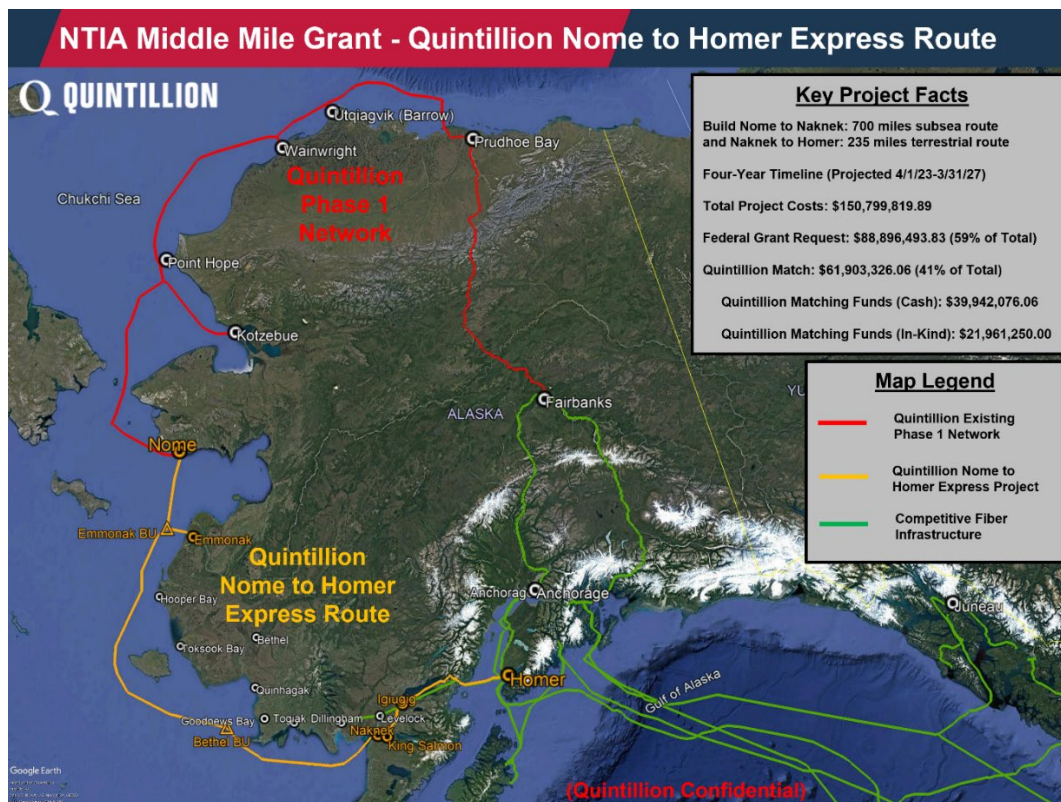 NTIA Middle Mile Grant - Quintillion Nome to Homer Express Route
QUINTILLION
Key Project Facts
Build Nome to Naknek: 700 miles subsea route
and Naknek to Homer: 235 miles terrestrial route
Four-Year Timeline (Projected 4/1/23-3/31/27)
Total Project Costs: $150,799,819.89
Federal Grant Request: $88,896,493.83 (59% of Total)
Quintillion Match: $61,903,326.06 (41% of Total)
Quintillion Matching Funds (Cash): $39,942,076.06
Quintillion Matching Funds (In-Kind): $21,961,250.00
Map Legend
Quintillion Existing
Phase 1 Network
Quintillion Nome to
Homer Express Project
Competitive Fiber
Infrastructure
Utqiagvik (Barrow)
Prudhoe Bay
Wainwright
Quintillion
Phase 1
Network
Chukchi Sea
Point Hope
Kotzebue
Fairbanks
ALASKA
YU
Nome
Emmonak BU
Emmonak
Quintillion
Nome to Homer
Express Route
Hooper Bay
Bethel
Toksook Bay
Quinhagak
Anchorag
Anchorage
Juneau
Homer
Gulf of Alaska
Igiugig
Goodnews Bay
Togiak
Dillingham
Levelock
Naknek
Bethel BU
King Salmon
Google Earth
(Quintillion Confidential)